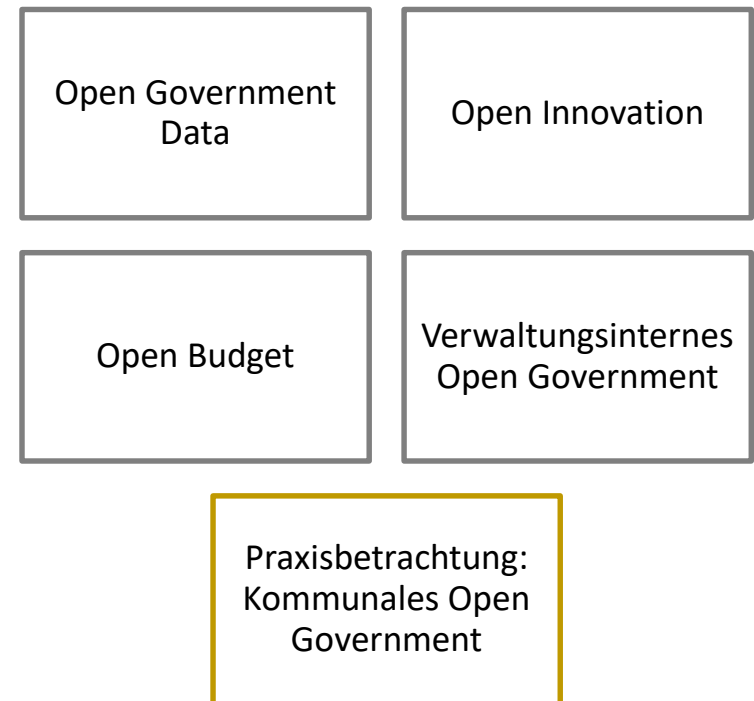 Open Government
Data
Open Innovation
Open Budget
Verwaltungsinternes
Open Government
Praxisbetrachtung:
Kommunales Open
Government